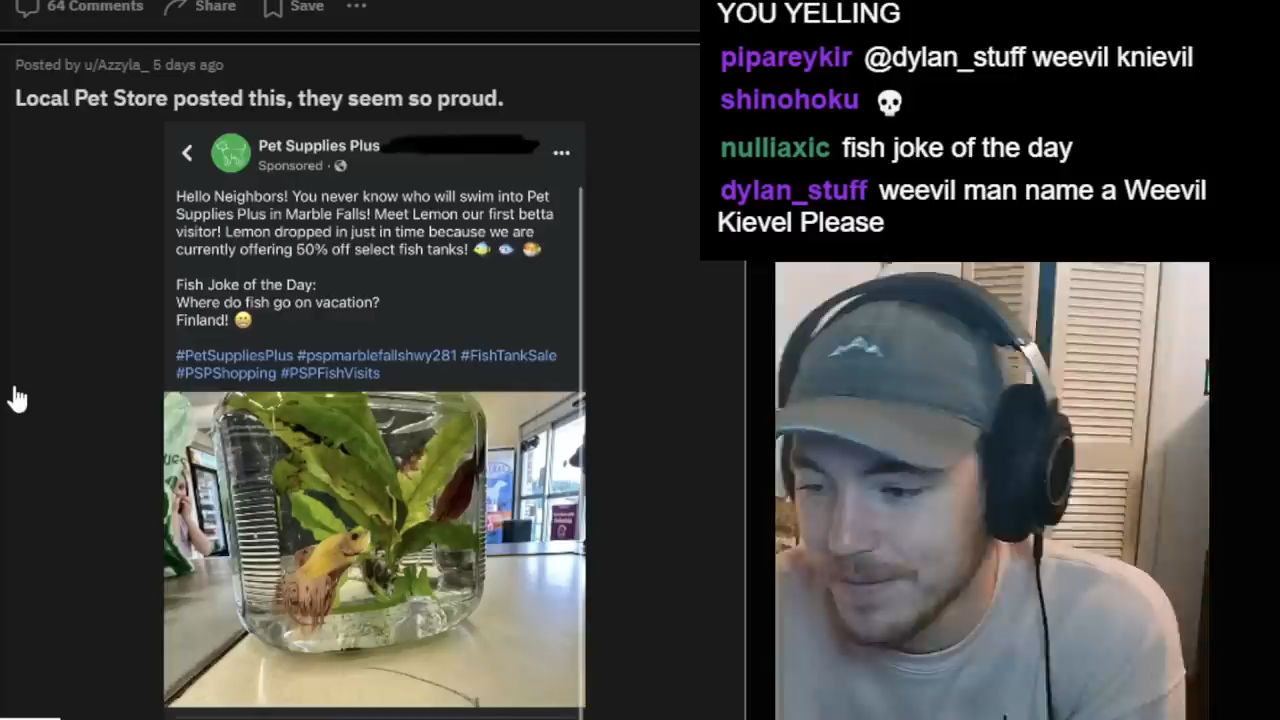 64 Comments
Share
Save
Posted by u/Azzyla_ 5 days ago
Local Pet Store posted this, they seem so proud.
Pet Supplies Plus
Sponsored ·
Hello Neighbors! You never know who will swim into Pet
Supplies Plus in Marble Falls! Meet Lemon our first betta
visitor! Lemon dropped in just in time because we are
currently offering 50% off select fish tanks! 🐠 🐟 🐡
Fish Joke of the Day:
Where do fish go on vacation?
Finland! 😁
#PetSuppliesPlus #pspmarblefallshwy281 #FishTankSale
#PSPShopping #PSPFishVisits
YOU YELLING
pipareykir @dylan_stuff weevil knievil
shinohoku 💀
nulliaxic fish joke of the day
dylan_stuff weevil man name a Weevil
Kievel Please